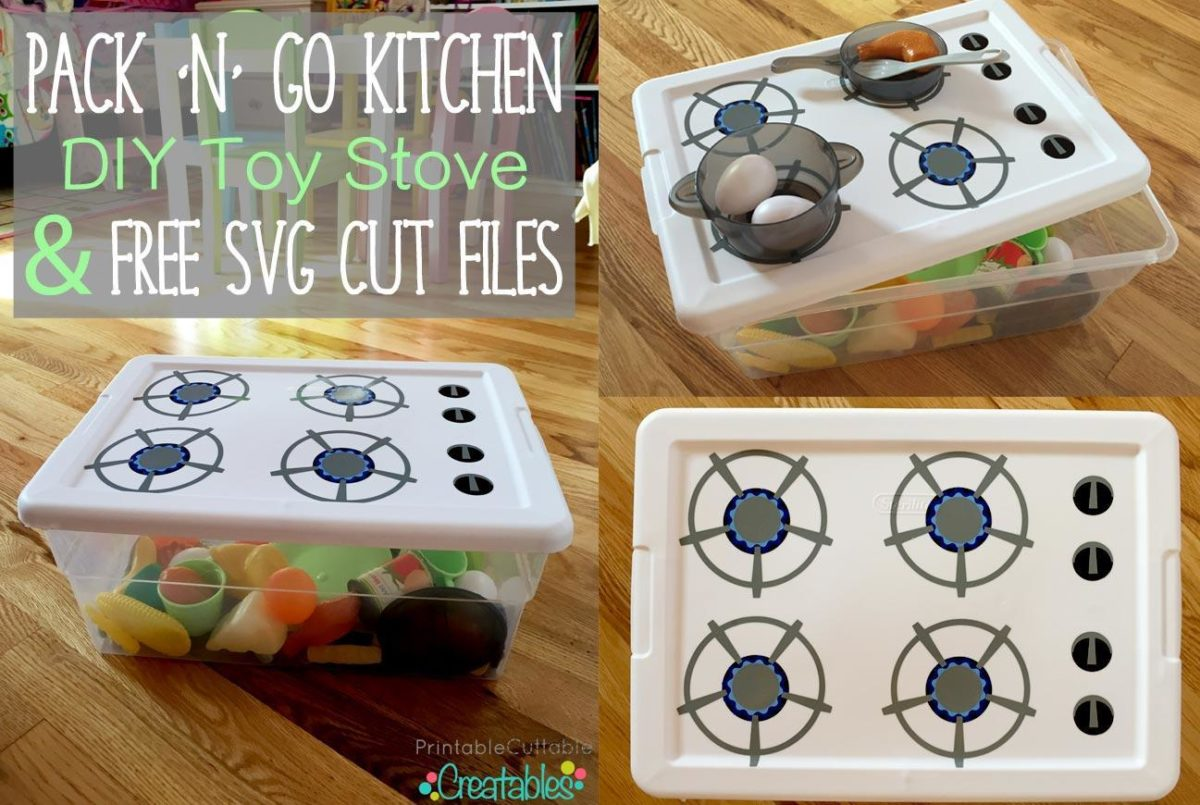 PACK 'N' GO KITCHEN
DIY Toy Stove
& FREE SVG CUT FILES
PrintableCuttable
Creatables